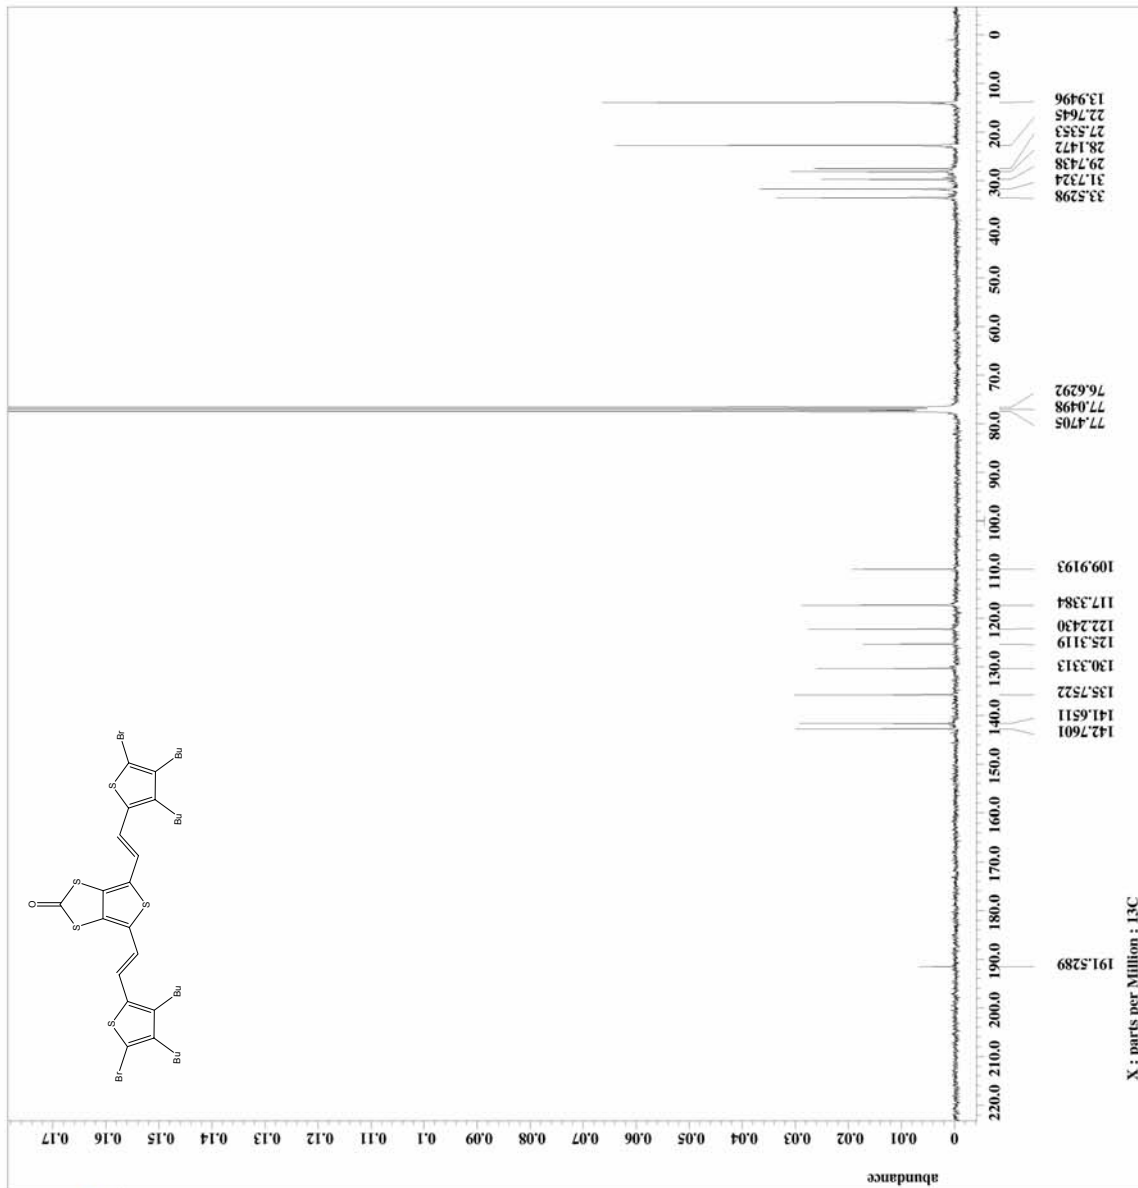 abundance
0 0.01 0.02 0.03 0.04 0.05 0.06 0.07 0.08 0.09 0.1 0.11 0.12 0.13 0.14 0.15 0.16 0.17
220.0 210.0 200.0 190.0 180.0 170.0 160.0 150.0 140.0 130.0 120.0 110.0 100.0 90.0 80.0 70.0 60.0 50.0 40.0 30.0 20.0 10.0 0
191.5289
142.7601
141.6511
135.7522
130.3313
125.3119
122.2430
117.3384
109.9193
77.4705
77.0498
76.6292
33.5298
31.7324
29.7438
28.1472
27.5353
22.7645
13.9496
X : parts per Million : 13C
O
S
S
S
S
S
Br
Br
Bu
Bu
Bu
Bu